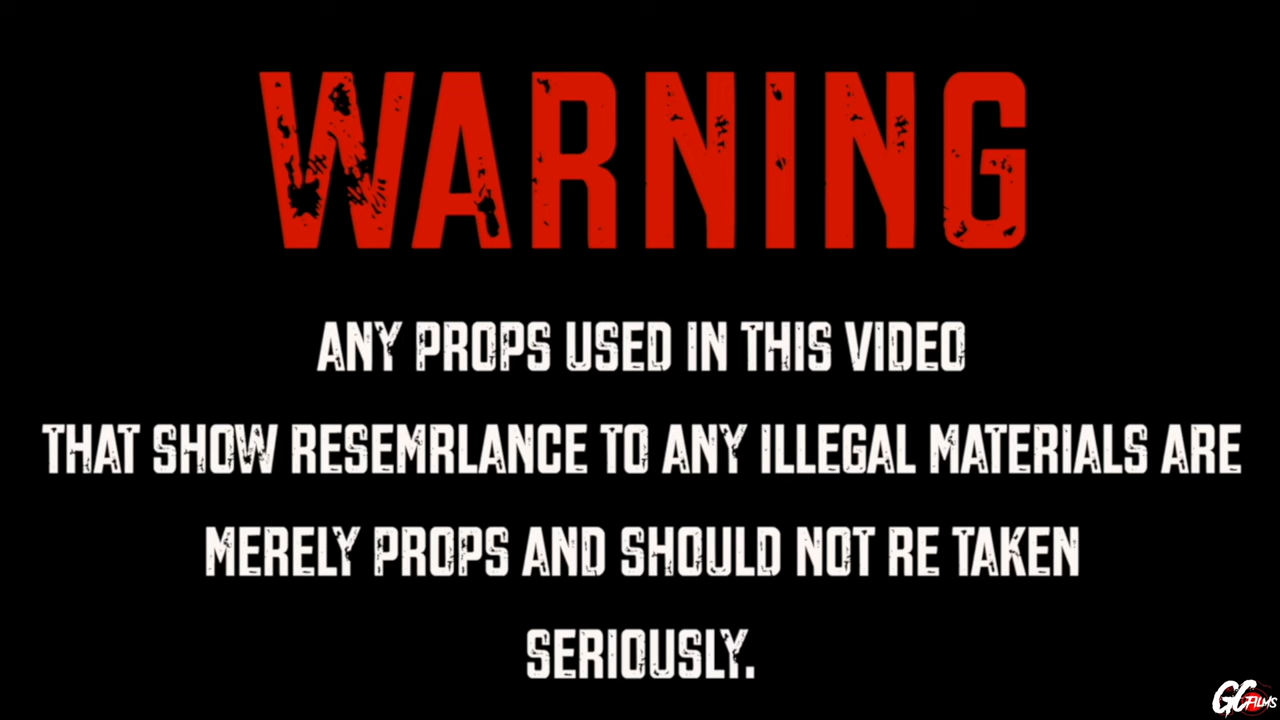 WARNING
ANY PROPS USED IN THIS VIDEO
THAT SHOW RESEMRLANCE TO ANY ILLEGAL MATERIALS ARE
MERELY PROPS AND SHOULD NOT RE TAKEN
SERIOUSLY.
GC FILMS